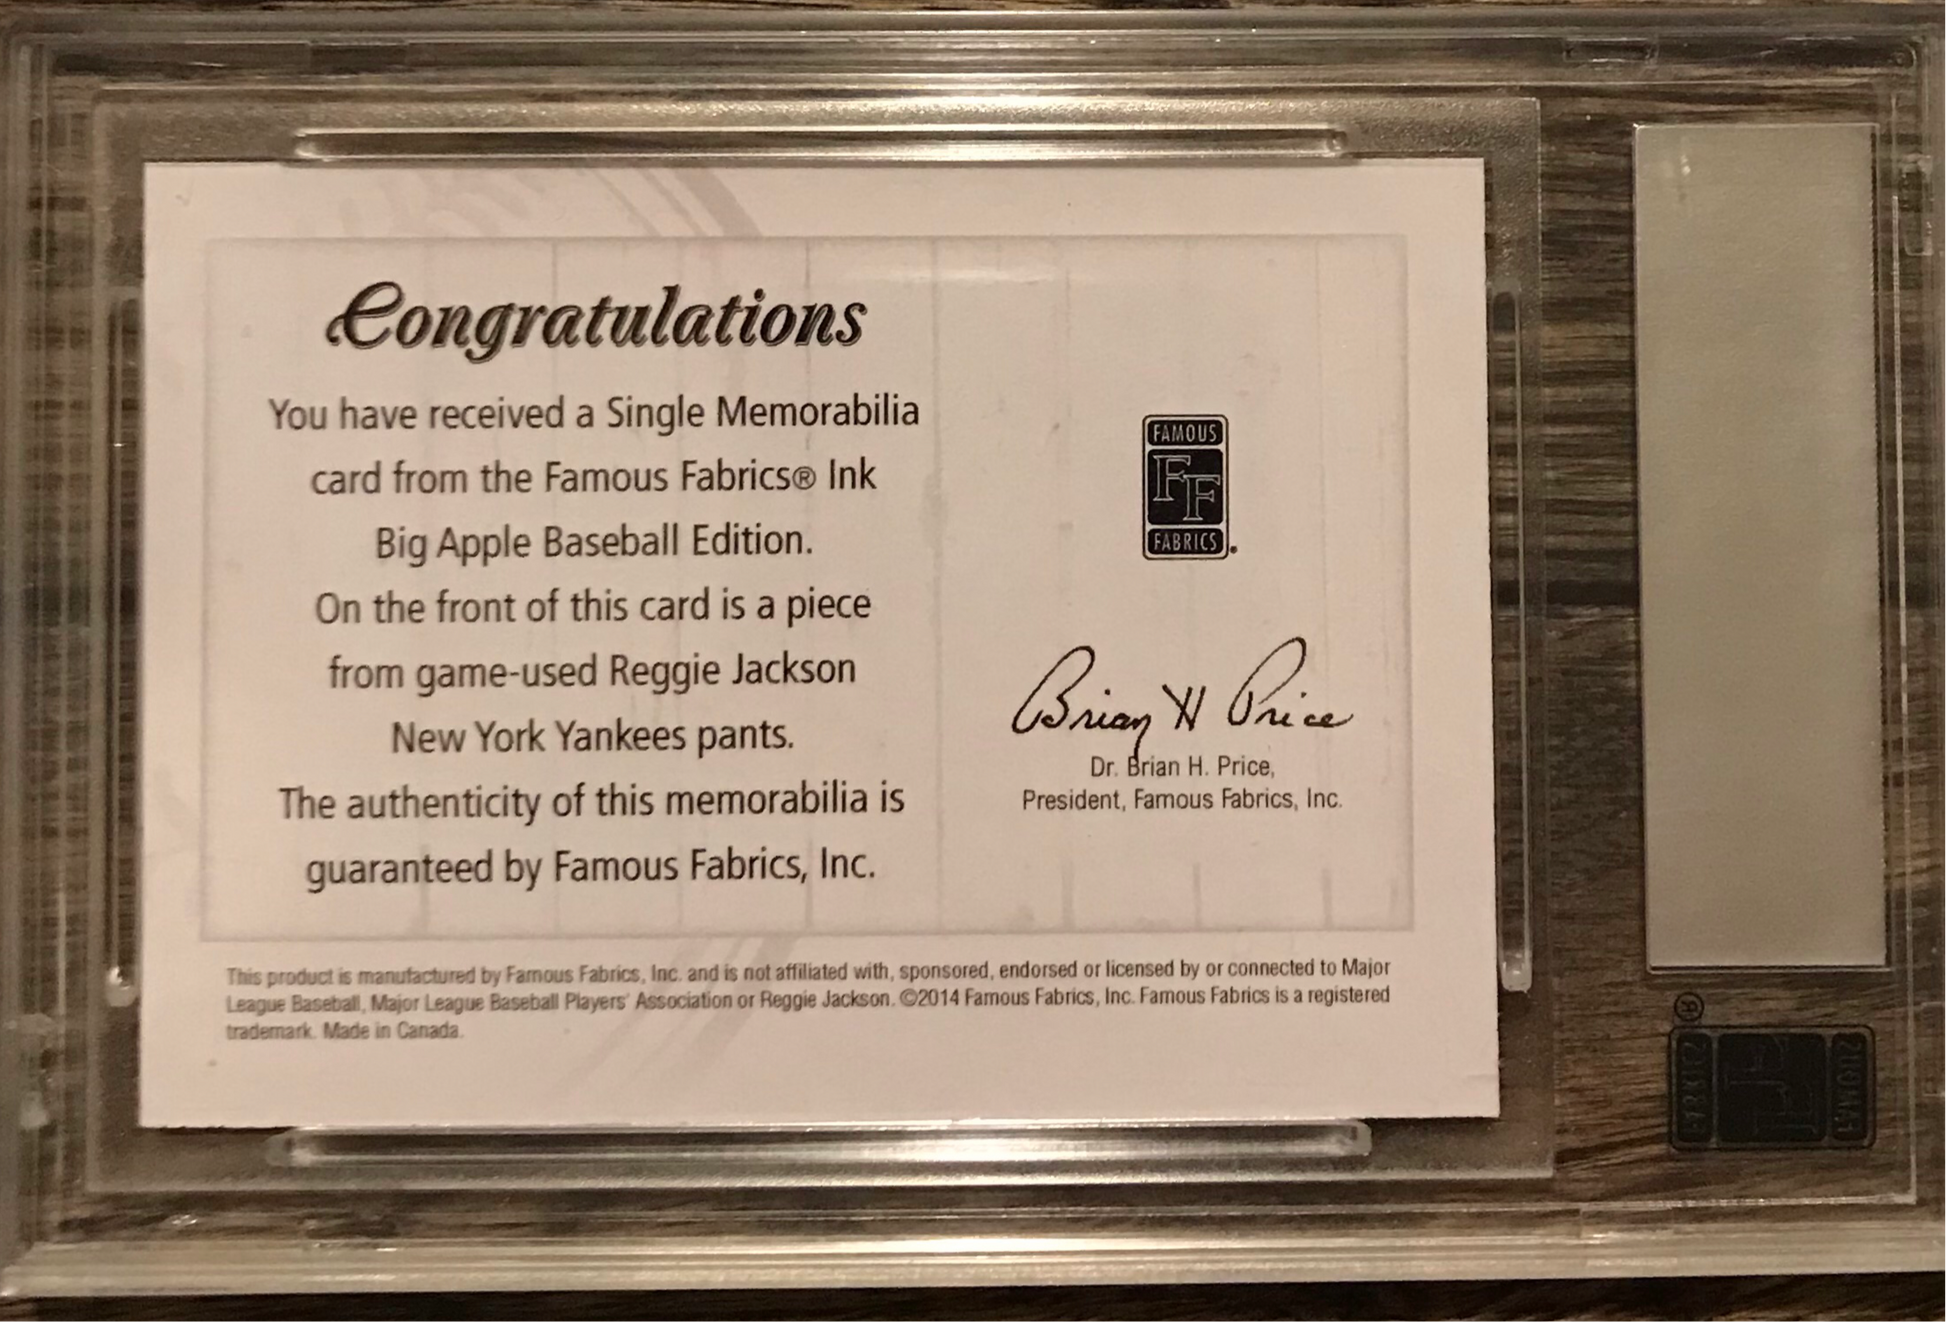 Congratulations
You have received a Single Memorabilia
card from the Famous Fabrics® Ink
Big Apple Baseball Edition.
On the front of this card is a piece
from game-used Reggie Jackson
New York Yankees pants.
The authenticity of this memorabilia is
guaranteed by Famous Fabrics, Inc.
FAMOUS
FF
FABRICS
Brian H Price
Dr. Brian H. Price,
President, Famous Fabrics, Inc.
This product is manufactured by Famous Fabrics, Inc. and is not affiliated with, sponsored, endorsed or licensed by or connected to Major
League Baseball, Major League Baseball Players' Association or Reggie Jackson. ©2014 Famous Fabrics, Inc. Famous Fabrics is a registered
trademark. Made in Canada.
FAMOUS
FF
FABRICS
®